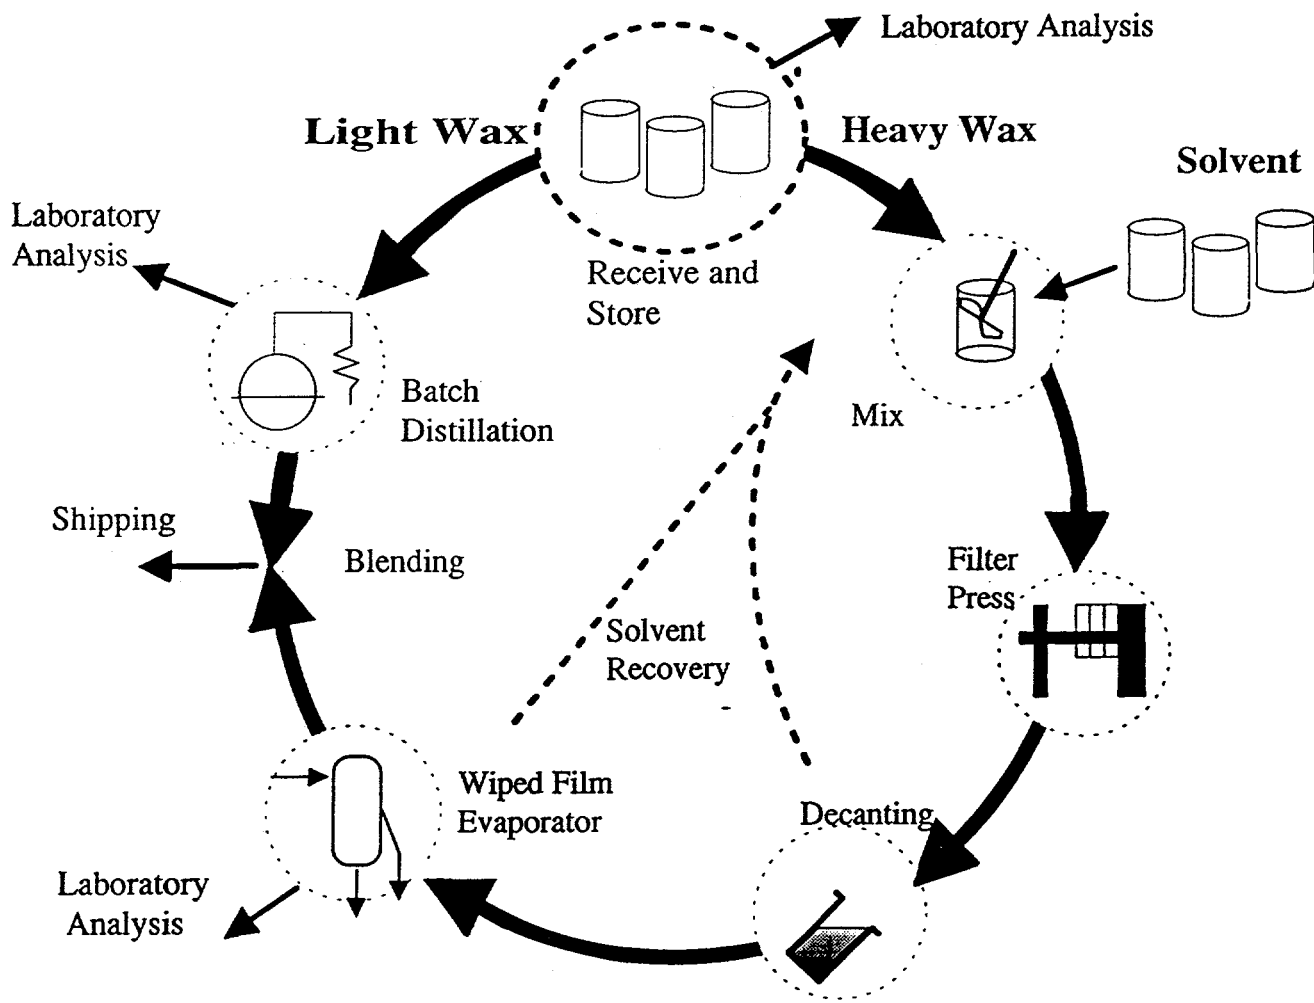 Laboratory Analysis
Light Wax
Heavy Wax
Solvent
Laboratory
Analysis
Receive and
Store
Batch
Distillation
Mix
Shipping
Blending
Filter
Press
Solvent
Recovery
Wiped Film
Evaporator
Decanting
Laboratory
Analysis